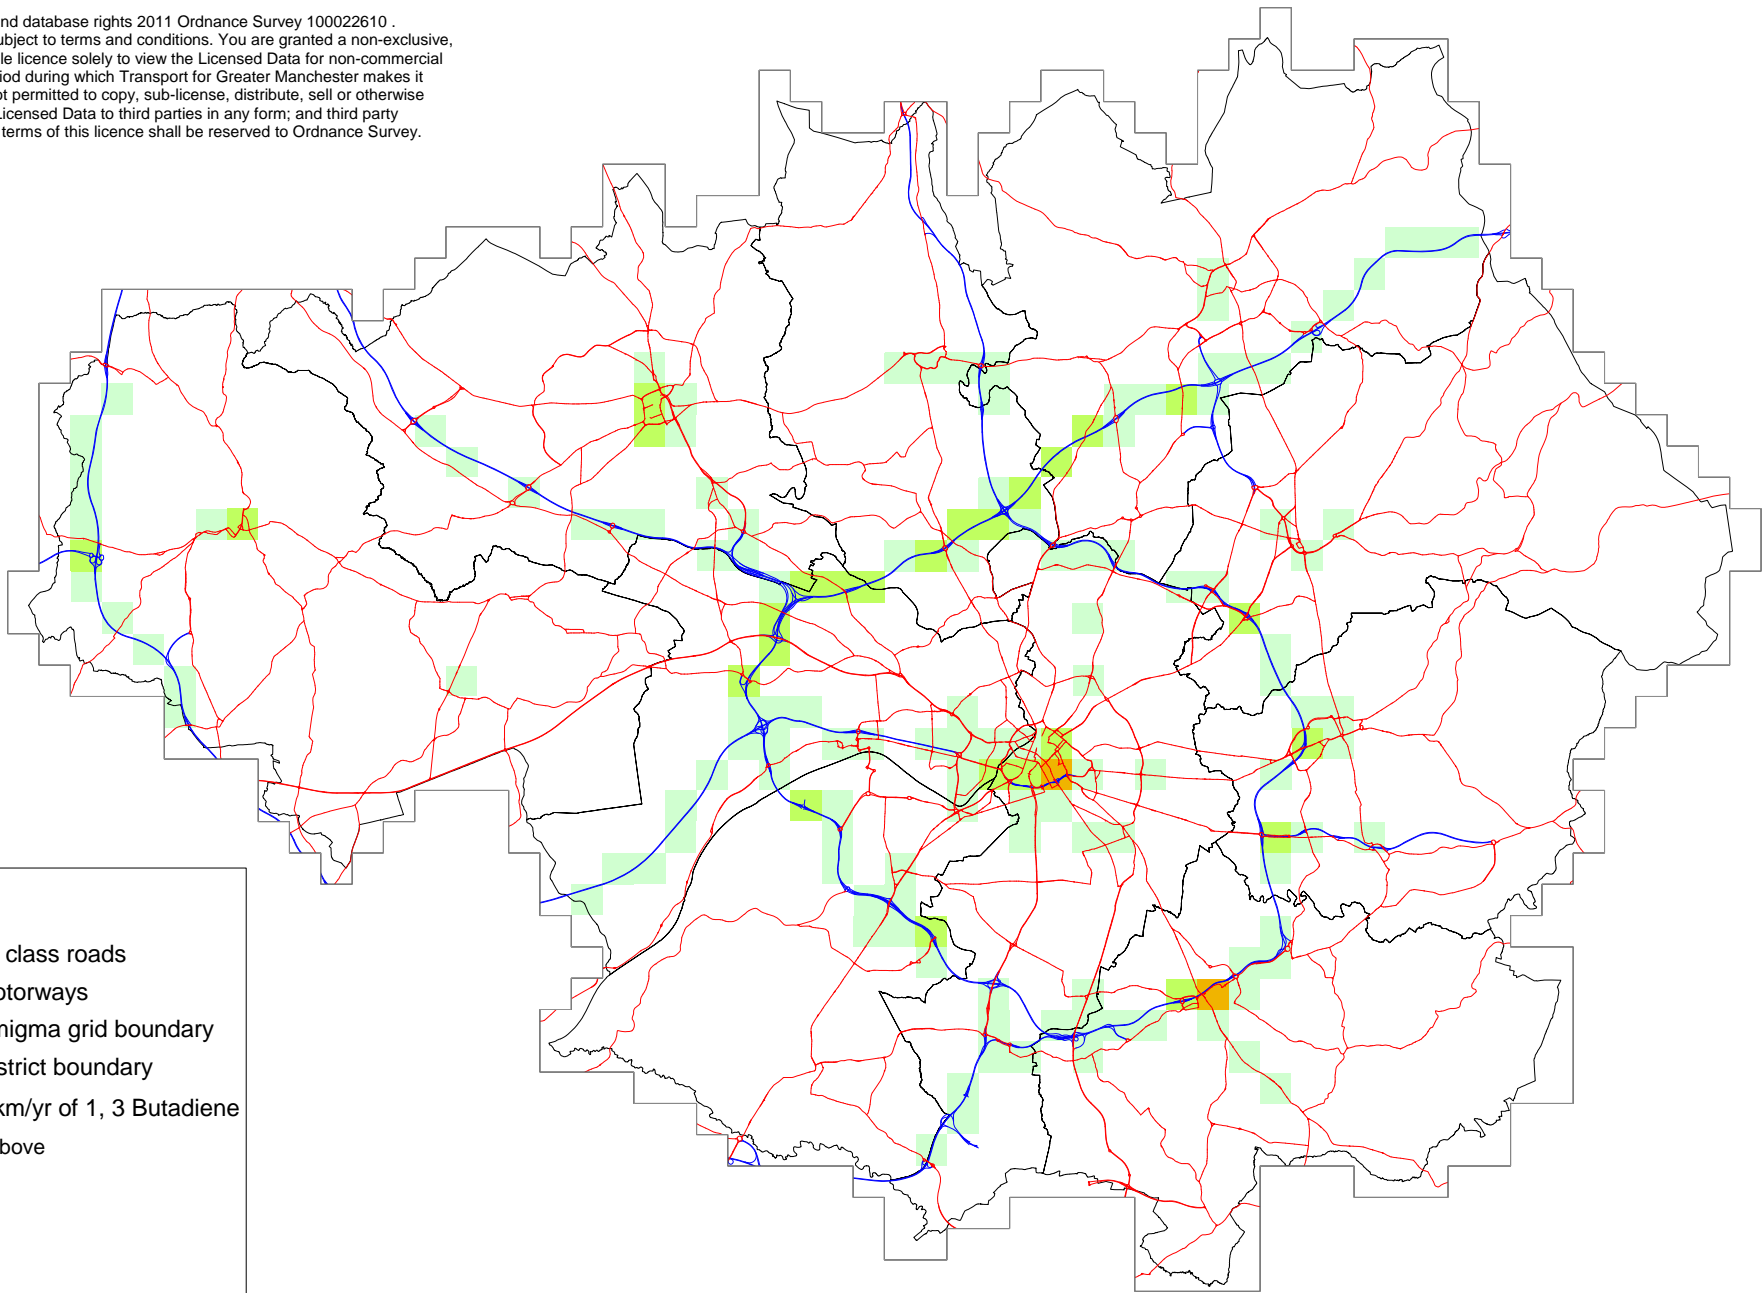 nd database rights 2011 Ordnance Survey 100022610 .
bject to terms and conditions. You are granted a non-exclusive,
le licence solely to view the Licensed Data for non-commercial
iod during which Transport for Greater Manchester makes it
ot permitted to copy, sub-license, distribute, sell or otherwise
Licensed Data to third parties in any form; and third party
terms of this licence shall be reserved to Ordnance Survey.
class roads
otorways
migma grid boundary
strict boundary
km/yr of 1, 3 Butadiene
bove